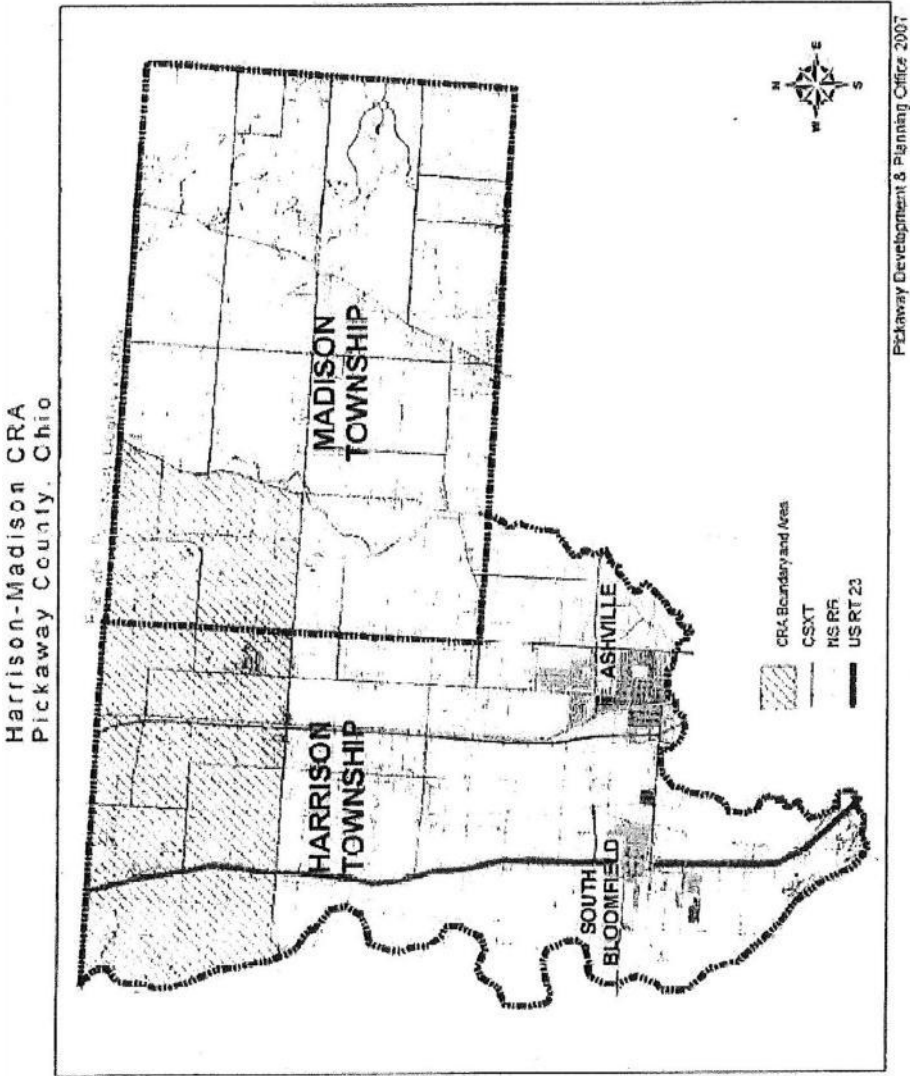 Harrison-Madison CRA
Pickaway County, Ohio
MADISON
TOWNSHIP
HARRISON
TOWNSHIP
ASHVILLE
SOUTH
BLOOMFIELD
N
W
E
S
CRA Boundary and Area
CSXT
NS RR
US RT 23
Pickaway Development & Planning Office 2007